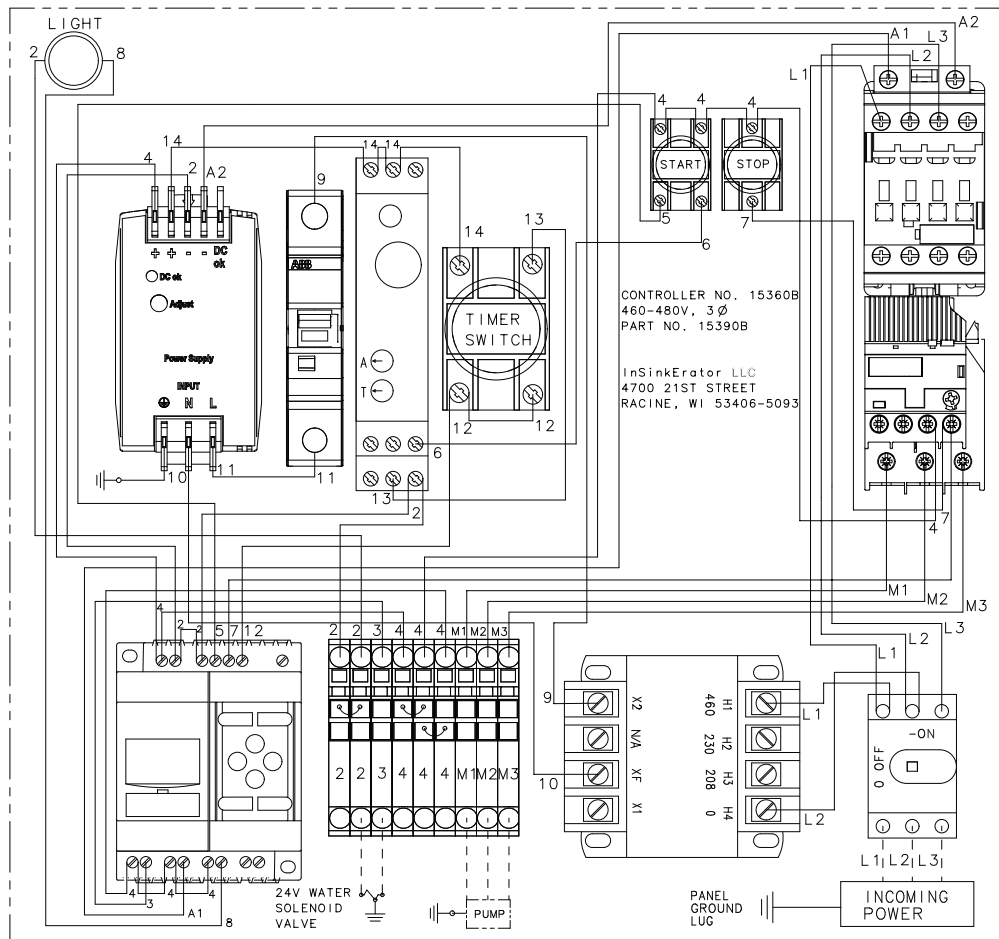 LIGHT
2 8
A1 A2
L1 L2 L3
14 4 2 A2
9
14 14
4 4 4
START STOP
5 6 7
+ + - - DC ok
DC ok
Adjust
Power Supply
INPUT
N L
10 11
ABB
11
A
T
6
13
2
14 13
TIMER
SWITCH
12 12
CONTROLLER NO. 15360B
460-480V, 3Ø
PART NO. 15390B
InSinkErator LLC
4700 21ST STREET
RACINE, WI 53406-5093
4 7
M1
M2
M3
4 2 2 5 7 12
2 2 3 4 4 4 M1 M2 M3
2 2 3 4 4 4 M1 M2 M3
4 3 4 A1 4 8
24V WATER
SOLENOID
VALVE
PUMP
9
10
X2 N/A XF X1
460 230 208 0
H1 H2 H3 H4
L1
L2
L1 L2 L3
-ON
O OFF
L1 L2 L3
PANEL
GROUND
LUG
INCOMING
POWER